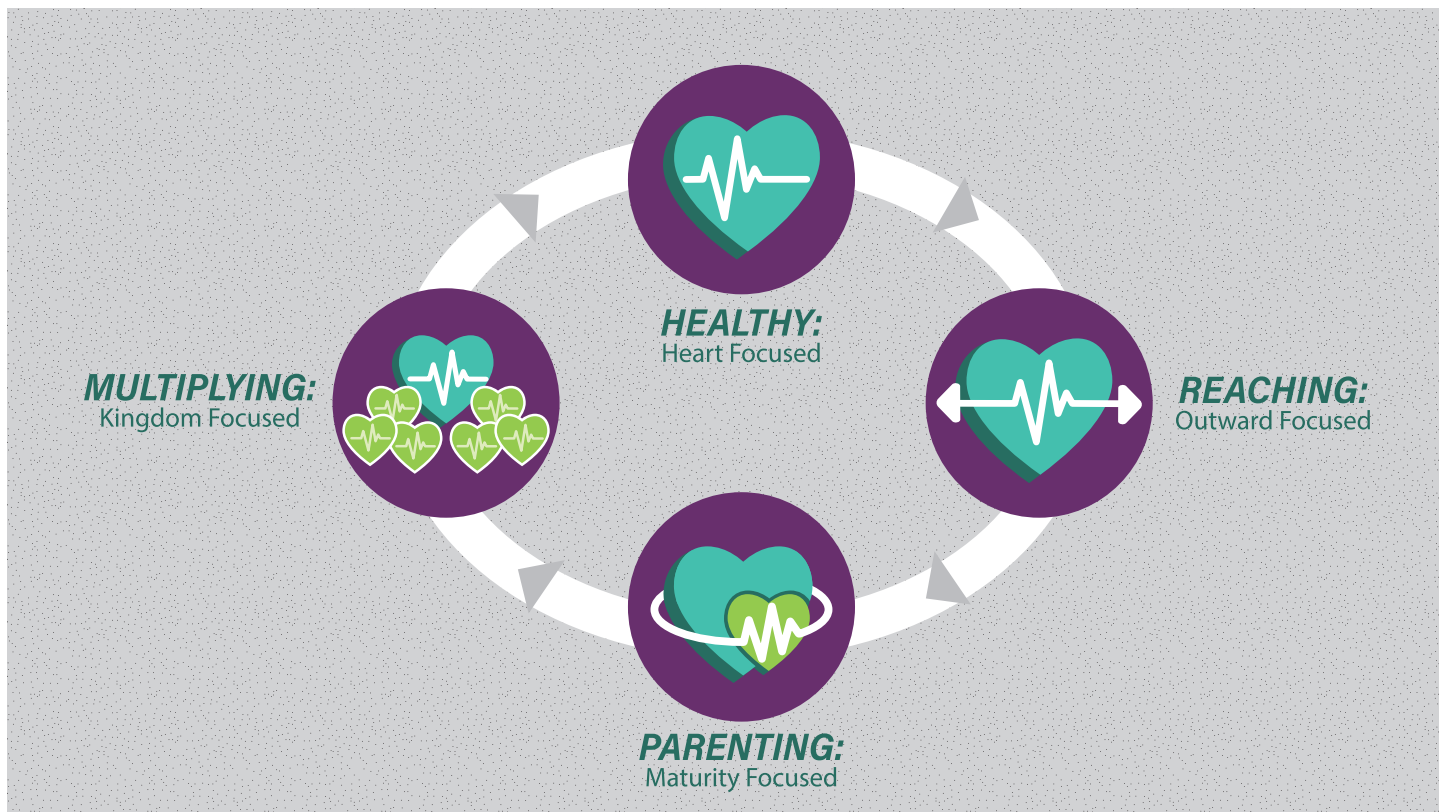 HEALTHY:
Heart Focused
MULTIPLYING:
Kingdom Focused
REACHING:
Outward Focused
PARENTING:
Maturity Focused